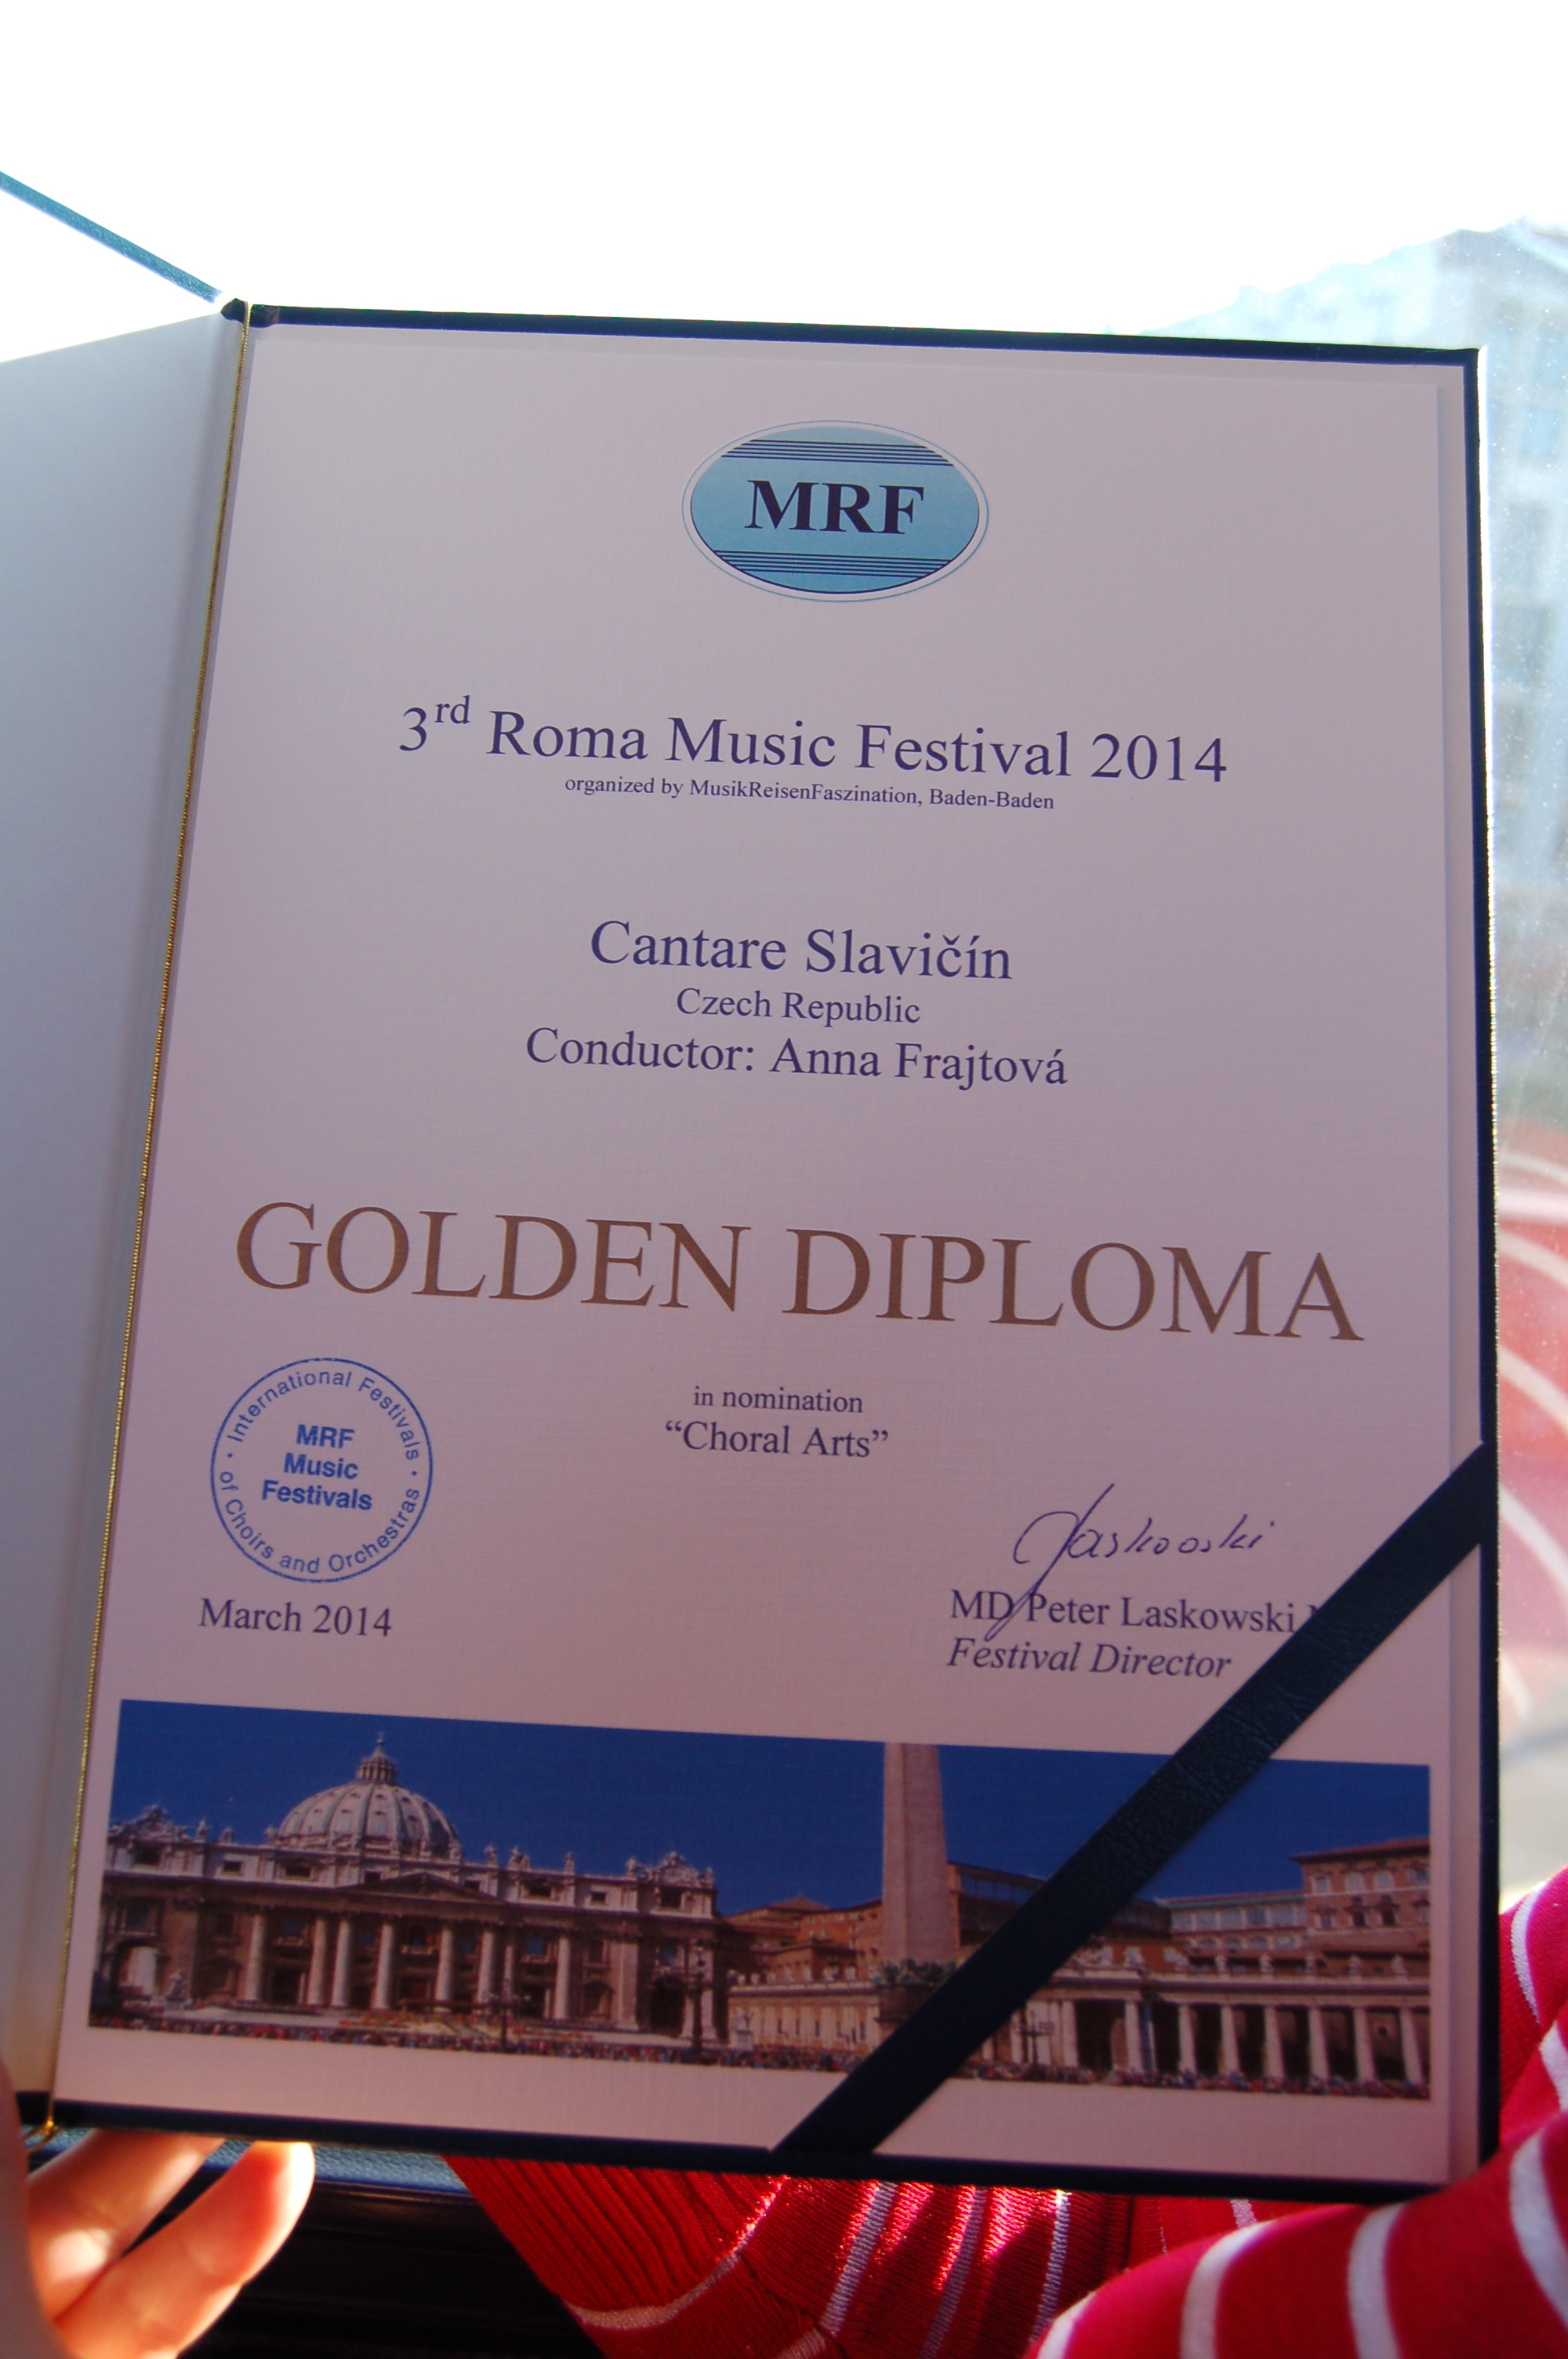 MRF
3rd Roma Music Festival 2014
organized by MusikReisenFaszination, Baden-Baden
Cantare Slavičín
Czech Republic
Conductor: Anna Frajtová
GOLDEN DIPLOMA
in nomination
“Choral Arts”
· International Festivals ·
of Choirs and Orchestras
MRF
Music
Festivals
March 2014
Laskowski
MD Peter Laskowski
Festival Director